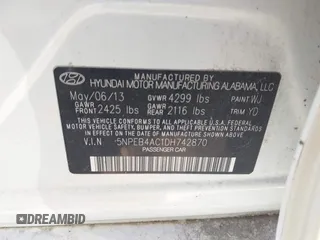 MANUFACTURED BY
HYUNDAI MOTOR MANUFACTURING ALABAMA, LLC
May/06/13 GVWR 4299 lbs PAINT WJ
GAWR FRONT 2425 lbs GAWR REAR 2116 lbs TRIM YD
THIS VEHICLE CONFORMS TO ALL APPLICABLE U.S.A. FEDERAL
MOTOR VEHICLE SAFETY, BUMPER, AND THEFT PREVENTION
STANDARDS IN EFFECT ON THE DATE OF MANUFACTURE SHOWN ABOVE.
V.I.N 5NPEB4AC1DH742870
PASSENGER CAR
DREAMBID